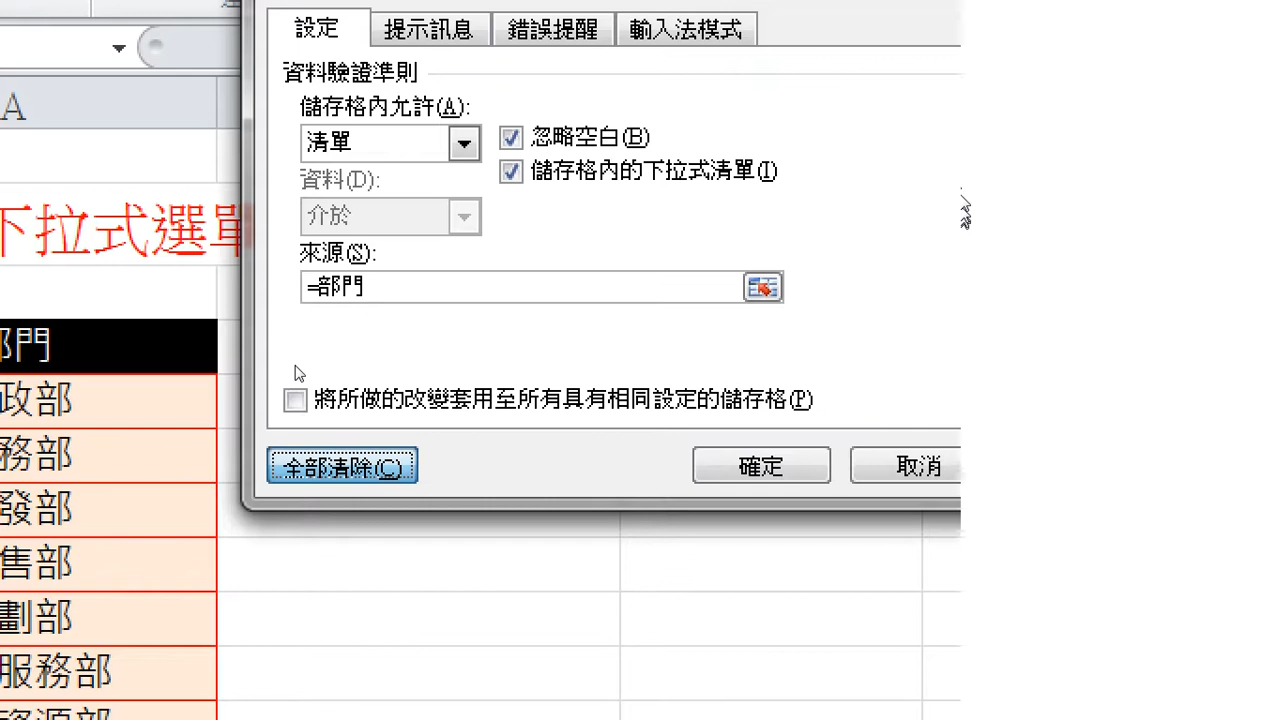 設定 提示訊息 錯誤提醒 輸入法模式
資料驗證準則
儲存格內允許(A):
清單
忽略空白(B)
儲存格內的下拉式清單(I)
資料(D):
介於
來源(S):
=部門
將所做的改變套用至所有具有相同設定的儲存格(P)
全部清除(C) 確定 取消
A
下拉式選單
部門
政部
務部
發部
售部
劃部
服務部
資源部